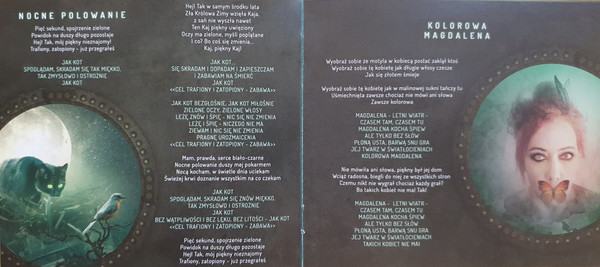 NOCNE POLOWANIE
Pięć sekund, spojrzenie zielone
Powidok na duszy długo pozostaje
Hej! Tak, mój piękny nieznajomy!
Trafiony, zatopiony - już przegrałeś
JAK KOT
SPOGLĄDAM, SKRADAM SIĘ TAK MIĘKKO,
TAK ZMYSŁOWO I OSTROŻNIE
JAK KOT
Hej! Tak w samym środku lata
Zła Królowa Zimy wzięła Kaja,
z sali nie wyszła nawet
Ten Kaj piękny uwięziony
Oczy ma zielone, myśli poplątane
I co? Bo coś się zmienia...
Kaj, piękny Kaj!
JAK KOT...
SIĘ SKRADAM I DOPADAM I ZAPIESZCZAM
I ZABAWIAM NA ŚMIERĆ
JAK KOT
<<CEL TRAFIONY I ZATOPIONY - ZABAWA>>
JAK KOT BEZGŁOŚNIE, JAK KOT MIŁOŚNIE
ZIELONE OCZY, ZIELONE WŁOSY
LEŻĘ ZNÓW I ŚPIĘ - NIC SIĘ NIE ZMIENIA
LEŻĘ I ŚPIĘ - NICZEGO NIE MA
ZIEWAM I NIC SIĘ NIE ZMIENIA
PRAGNĘ UROZMAICENIA
<<CEL TRAFIONY I ZATOPIONY - ZABAWA>>
Mam, prawda, serce biało-czarne
Nocne polowanie duszy mej pokarmem
Nocą kocham, w świetle dnia uciekam
Świeżej krwi doznanie wszystkim na co czekam
JAK KOT
SPOGLĄDAM, SKRADAM SIĘ ZNÓW MIĘKKO,
TAK ZMYSŁOWO I OSTROŻNIE
JAK KOT
BEZ WĄTPLIWOŚCI I BEZ LĘKU, BEZ LITOŚCI - JAK KOT
<<CEL TRAFIONY I ZATOPIONY - ZABAWA>>
Pięć sekund, spojrzenie zielone
Powidok na duszy długo pozostaje
Hej! Tak, mój piękny nieznajomy
Trafiony, zatopiony - już przegrałeś
KOLOROWA
MAGDALENA
Wyobraź sobie że motyla w kobiecą postać zaklął ktoś
Wyobraź sobie tę kobietę jak długie włosy czesze
Jak się złotem śmieje
Wyobraź sobie tę kobietę jak w malinowej sukni tańczy tu
Uśmiechnięta zawsze chociaż nie mówi ani słowa
Zawsze kolorowa
MAGDALENA - LETNI WIATR -
CZASEM TAM, CZASEM TU
MAGDALENA KOCHA ŚPIEW
ALE TYLKO BEZ SŁÓW
PŁONĄ USTA, BARWĄ SNU GRA
JEJ TWARZ W ŚWIATŁOCIENIACH
KOLOROWA MAGDALENA
Nie mówiła ani słowa, piękny był jej dom
Wciąż radosna, biegli do niej ze wszystkich stron
Czemu nikt nie wygrał chociaż każdy grał?
Bo takich kobiet nie ma! Tak!
MAGDALENA - LETNI WIATR -
CZASEM TAM, CZASEM TU
MAGDALENA KOCHA ŚPIEW
ALE TYLKO BEZ SŁÓW
PŁONĄ USTA, BARWĄ SNU GRA
JEJ TWARZ W ŚWIATŁOCIENIACH
TAKICH KOBIET NIE MA!